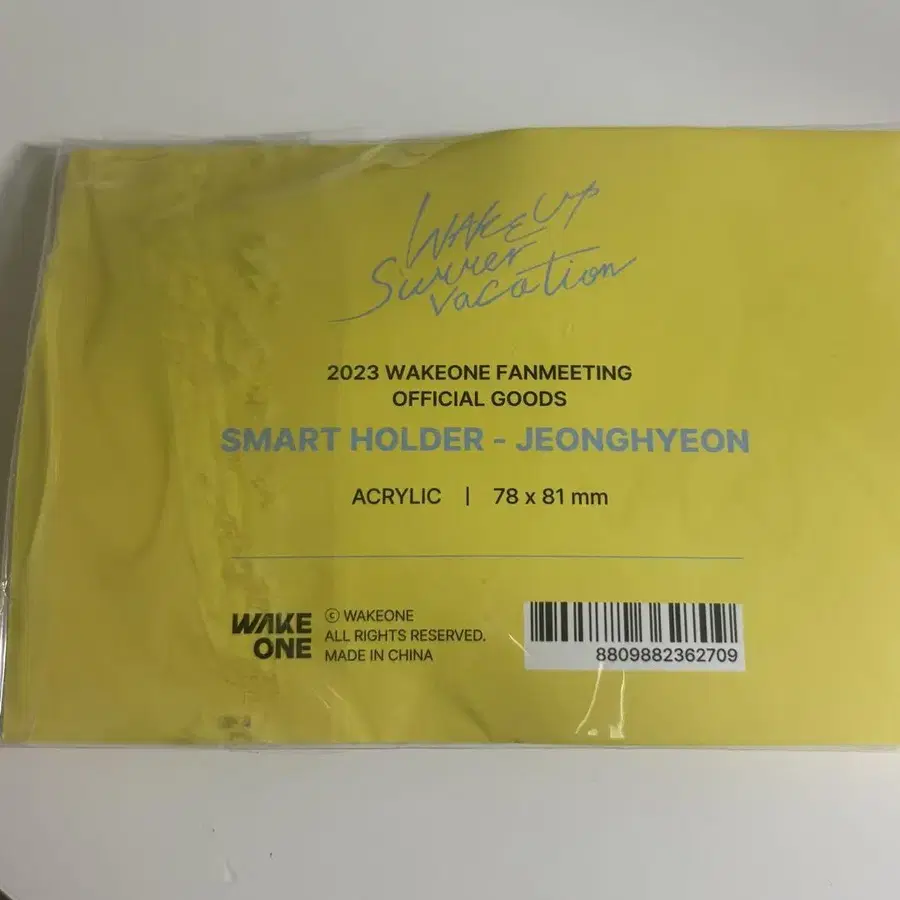 WAKE UP
Summer
vacation
2023 WAKEONE FANMEETING
OFFICIAL GOODS
SMART HOLDER - JEONGHYEON
ACRYLIC | 78 x 81 mm
WAKE
ONE
ⓒ WAKEONE
ALL RIGHTS RESERVED.
MADE IN CHINA
8809882362709